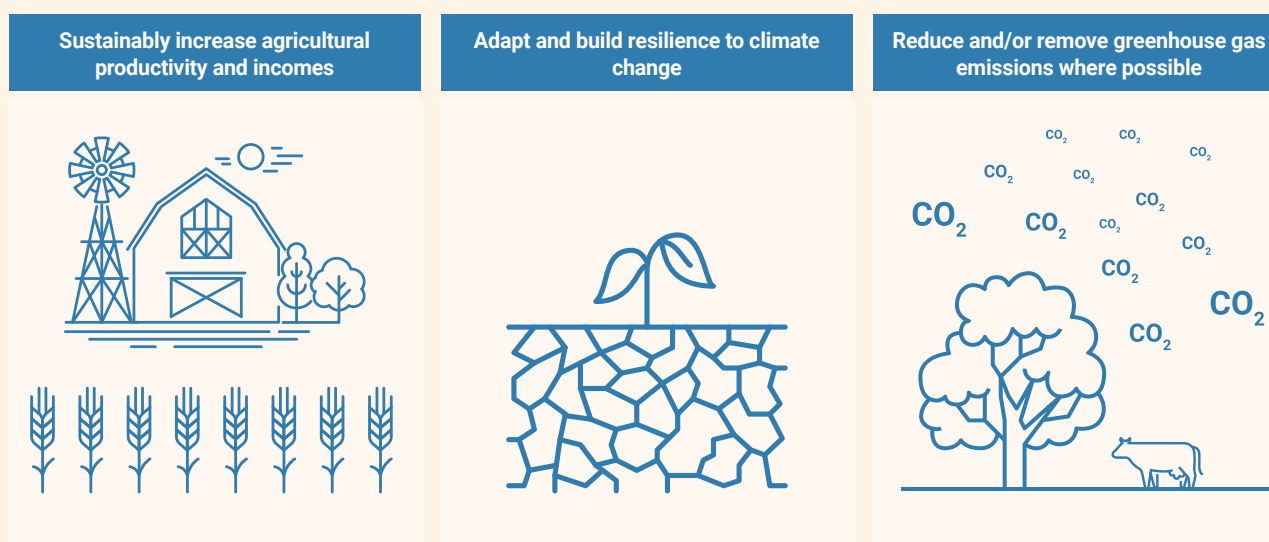 Sustainably increase agricultural
productivity and incomes
Adapt and build resilience to climate
change
Reduce and/or remove greenhouse gas
emissions where possible
CO₂
CO₂
CO₂
CO₂
CO₂
CO₂
CO₂
CO₂
CO₂
CO₂
CO₂
CO₂
CO₂